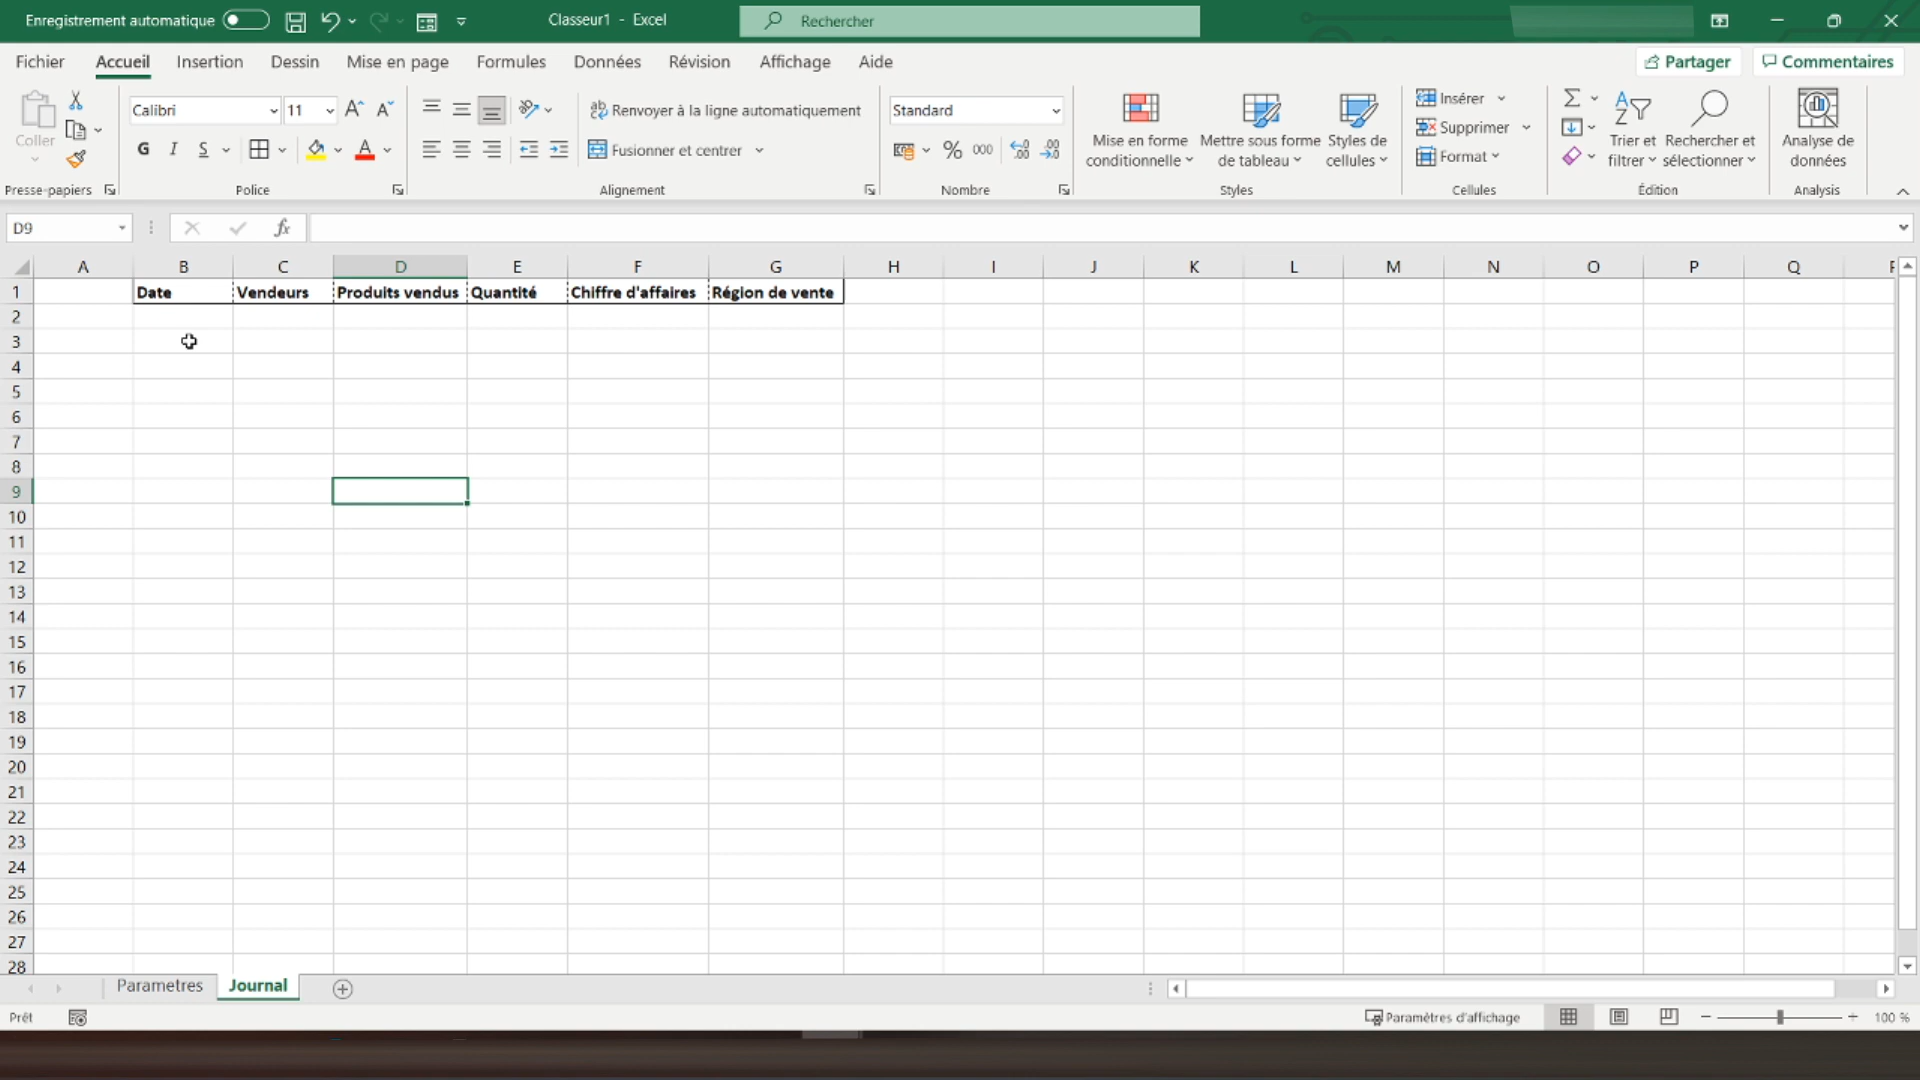 Enregistrement automatique
Classeur1 - Excel
Rechercher
Fichier Accueil Insertion Dessin Mise en page Formules Données Révision Affichage Aide
Partager Commentaires
Coller
Calibri 11
G I S
A
Renvoyer à la ligne automatiquement
Fusionner et centrer
Standard
% 000
Mise en forme conditionnelle
Mettre sous forme de tableau
Styles de cellules
Insérer
Supprimer
Format
Trier et filtrer
Rechercher et sélectionner
Analyse de données
Presse-papiers Police Alignement Nombre Styles Cellules Édition Analysis
D9 fx
A B C D E F G H I J K L M N O P Q
1 Date Vendeurs Produits vendus Quantité Chiffre d'affaires Région de vente
2
3
4
5
6
7
8
9
10
11
12
13
14
15
16
17
18
19
20
21
22
23
24
25
26
27
28
Parametres Journal
Prêt Paramètres d'affichage 100 %